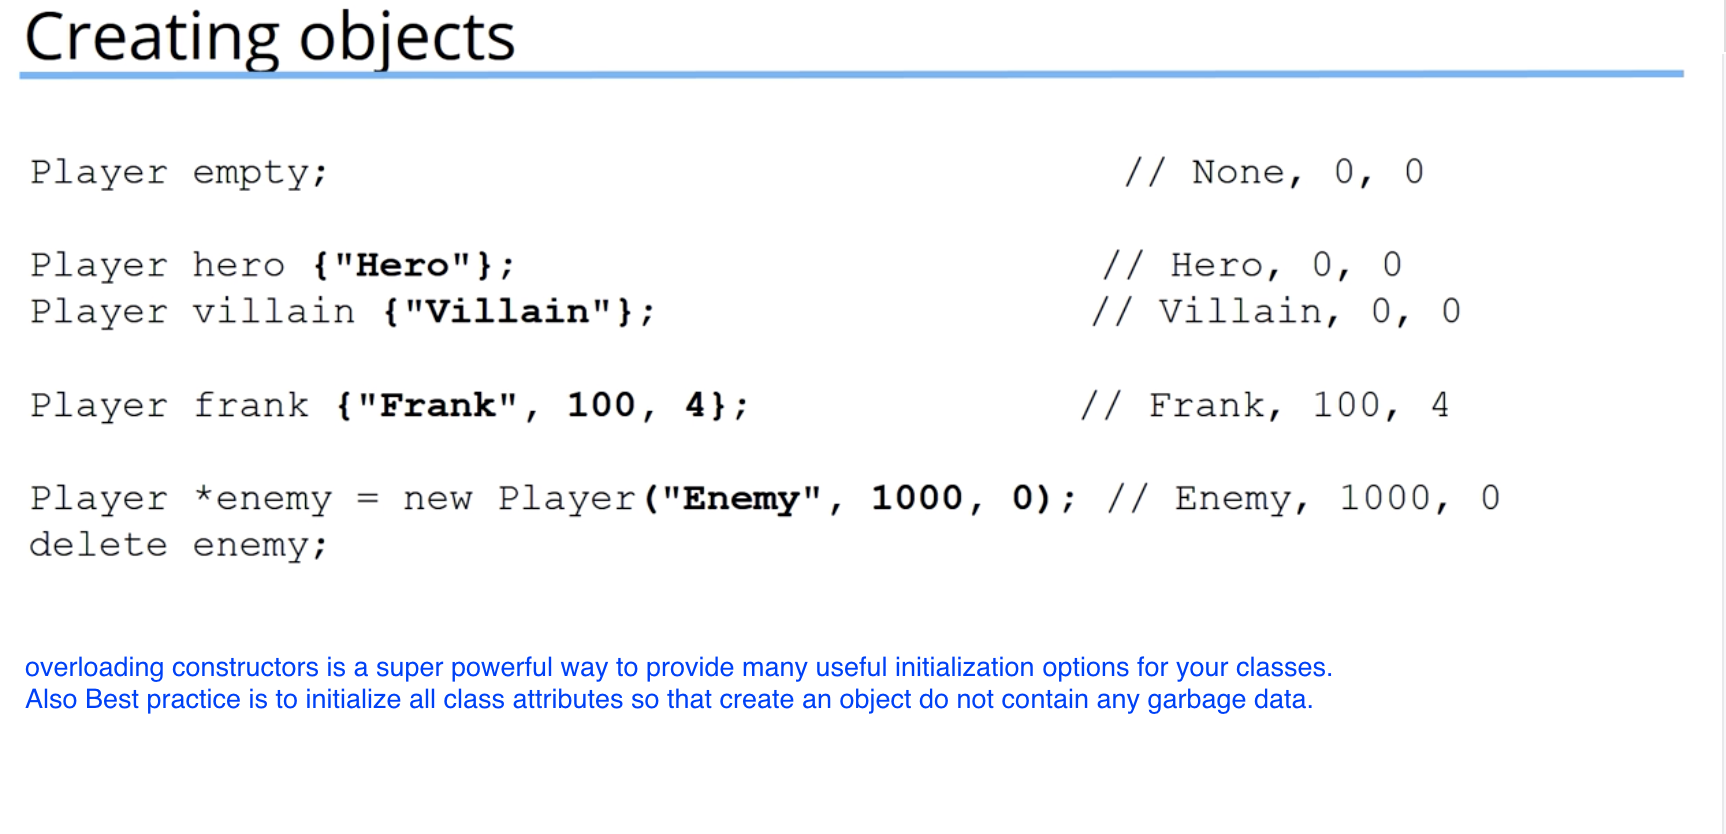 Creating objects
Player empty; // None, 0, 0
Player hero {"Hero"}; // Hero, 0, 0
Player villain {"Villain"}; // Villain, 0, 0
Player frank {"Frank", 100, 4}; // Frank, 100, 4
Player *enemy = new Player("Enemy", 1000, 0); // Enemy, 1000, 0
delete enemy;
overloading constructors is a super powerful way to provide many useful initialization options for your classes.
Also Best practice is to initialize all class attributes so that create an object do not contain any garbage data.